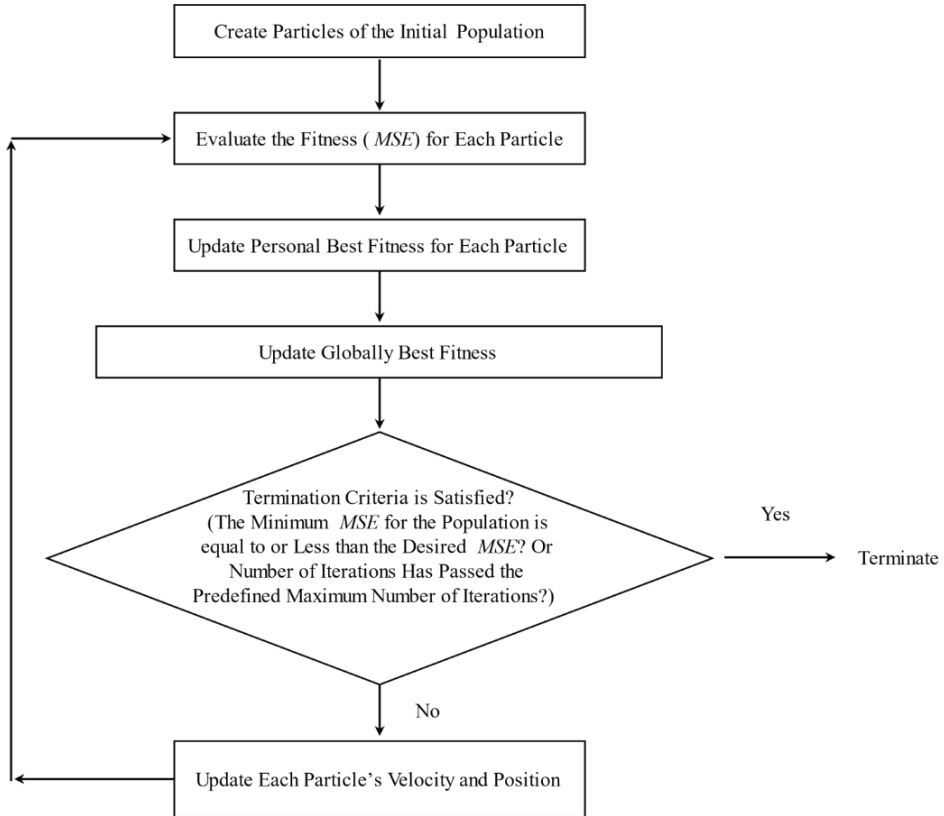 Create Particles of the Initial Population
Evaluate the Fitness ( MSE) for Each Particle
Update Personal Best Fitness for Each Particle
Update Globally Best Fitness
Termination Criteria is Satisfied?
(The Minimum MSE for the Population is
equal to or Less than the Desired MSE? Or
Number of Iterations Has Passed the
Predefined Maximum Number of Iterations?)
Yes
Terminate
No
Update Each Particle’s Velocity and Position